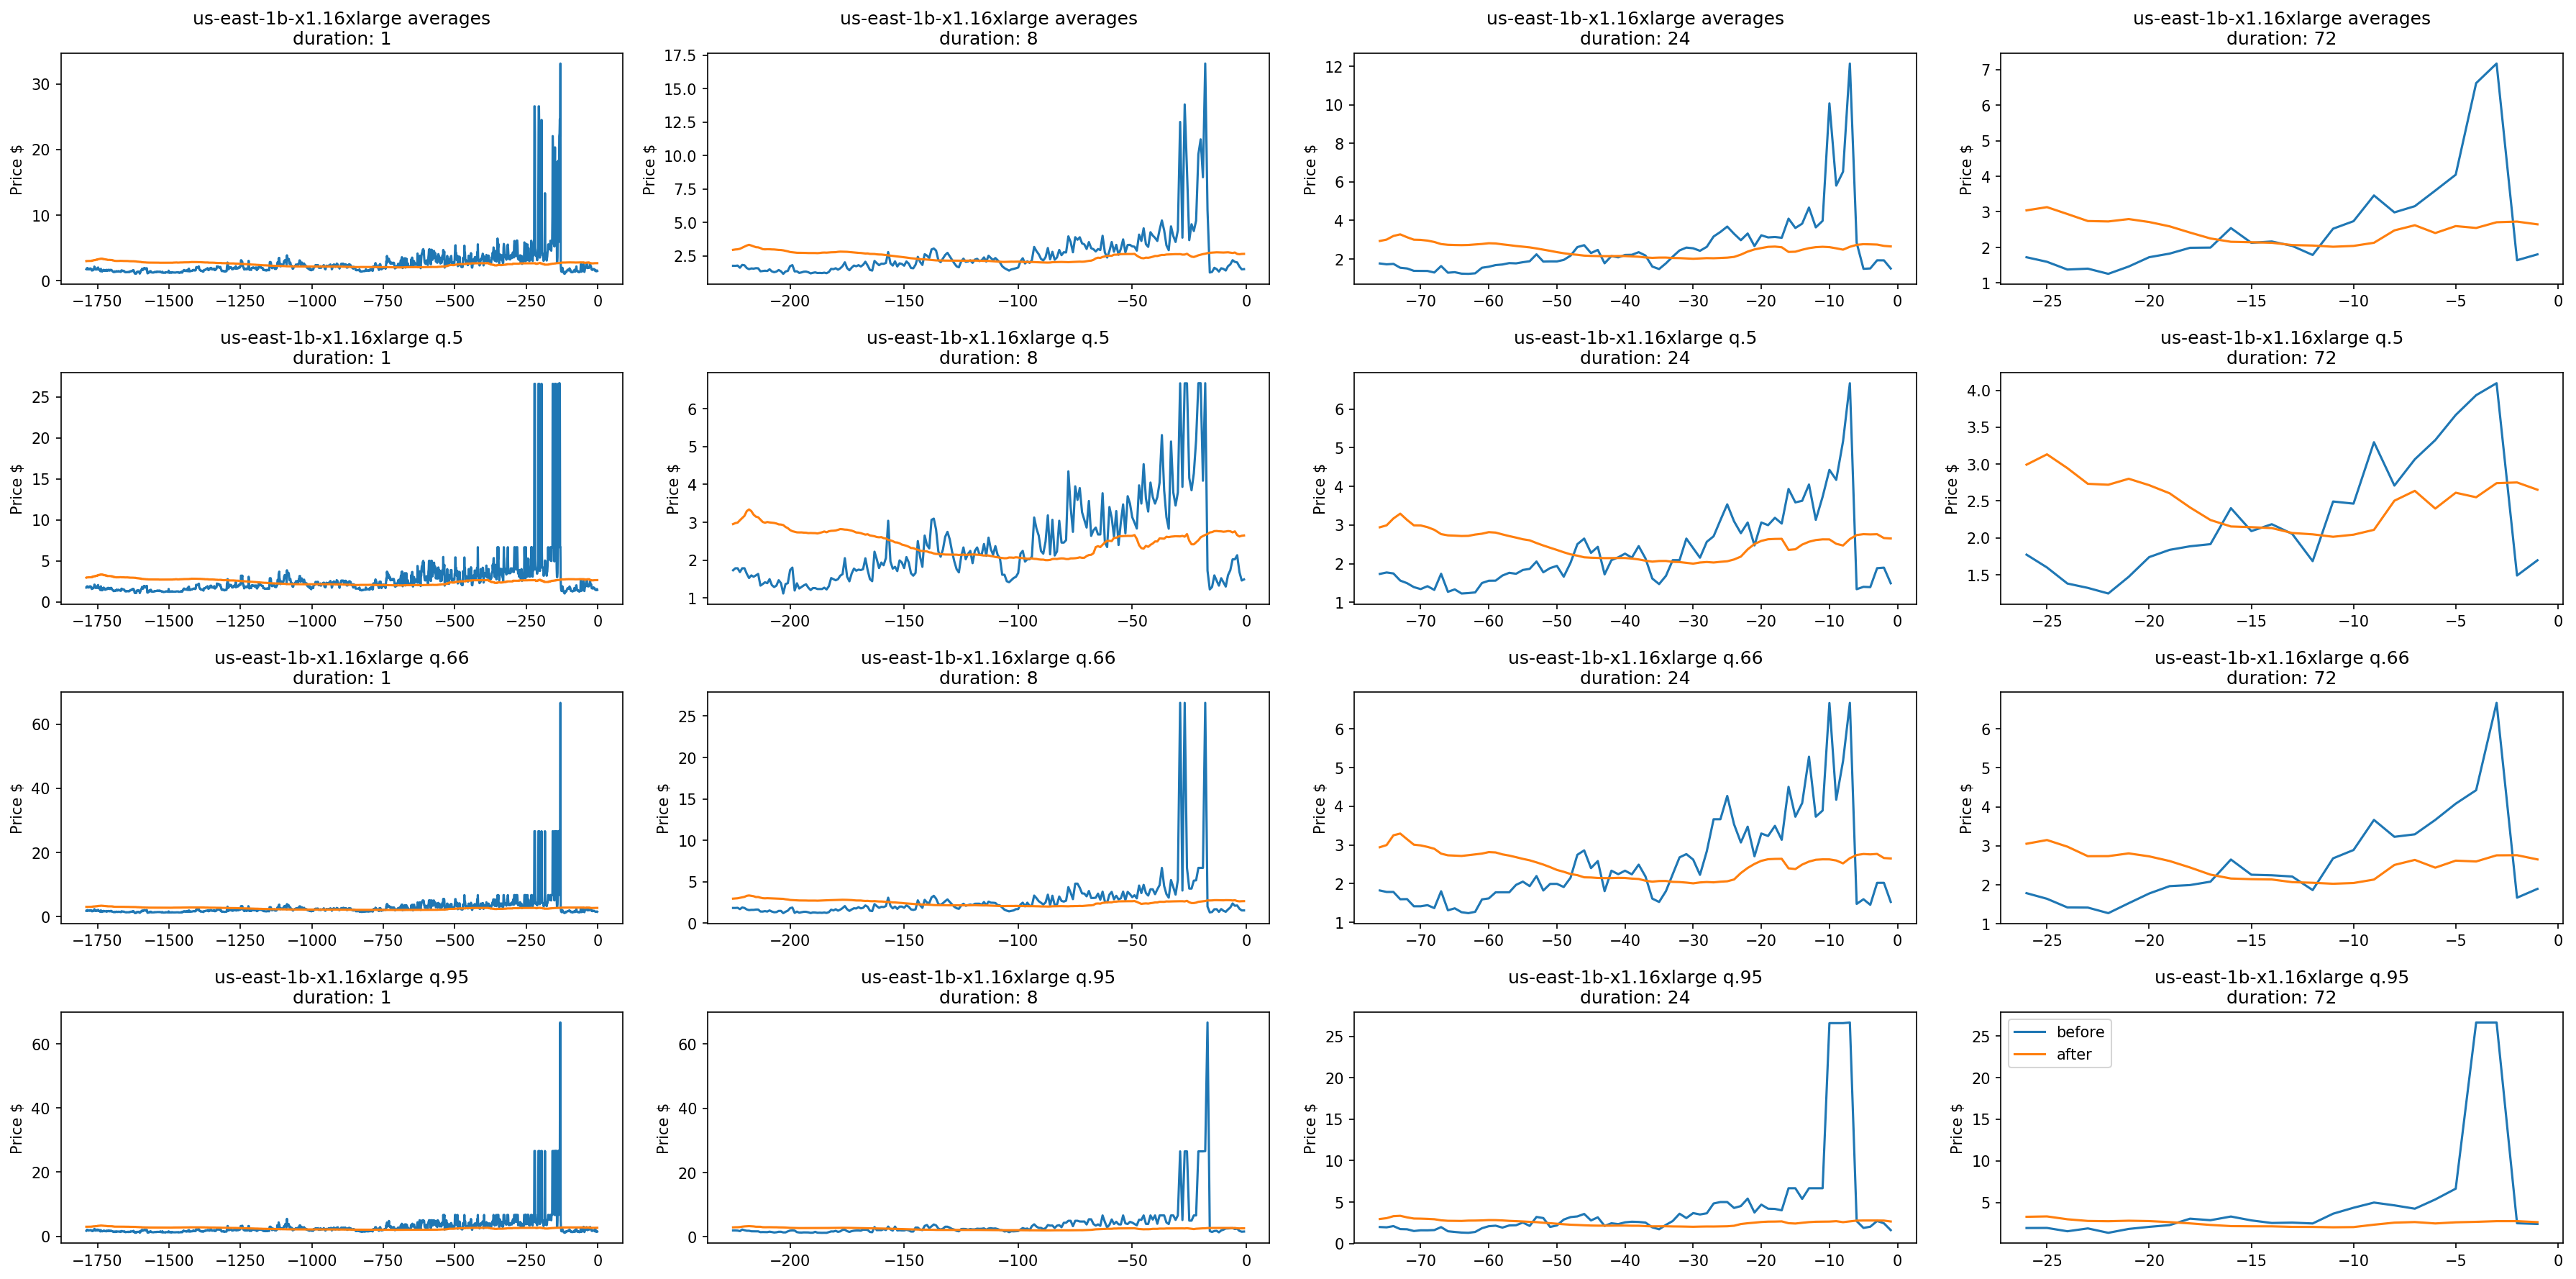 us-east-1b-x1.16xlarge averages
duration: 1
Price $
30
20
10
0
−1750 −1500 −1250 −1000 −750 −500 −250 0
us-east-1b-x1.16xlarge averages
duration: 8
Price $
17.5
15.0
12.5
10.0
7.5
5.0
2.5
−200 −150 −100 −50 0
us-east-1b-x1.16xlarge averages
duration: 24
Price $
12
10
8
6
4
2
−70 −60 −50 −40 −30 −20 −10 0
us-east-1b-x1.16xlarge averages
duration: 72
Price $
7
6
5
4
3
2
1
−25 −20 −15 −10 −5 0
us-east-1b-x1.16xlarge q.5
duration: 1
Price $
25
20
15
10
5
0
−1750 −1500 −1250 −1000 −750 −500 −250 0
us-east-1b-x1.16xlarge q.5
duration: 8
Price $
6
5
4
3
2
1
−200 −150 −100 −50 0
us-east-1b-x1.16xlarge q.5
duration: 24
Price $
6
5
4
3
2
1
−70 −60 −50 −40 −30 −20 −10 0
us-east-1b-x1.16xlarge q.5
duration: 72
Price $
4.0
3.5
3.0
2.5
2.0
1.5
−25 −20 −15 −10 −5 0
us-east-1b-x1.16xlarge q.66
duration: 1
Price $
60
40
20
0
−1750 −1500 −1250 −1000 −750 −500 −250 0
us-east-1b-x1.16xlarge q.66
duration: 8
Price $
25
20
15
10
5
0
−200 −150 −100 −50 0
us-east-1b-x1.16xlarge q.66
duration: 24
Price $
6
5
4
3
2
1
−70 −60 −50 −40 −30 −20 −10 0
us-east-1b-x1.16xlarge q.66
duration: 72
Price $
6
5
4
3
2
1
−25 −20 −15 −10 −5 0
us-east-1b-x1.16xlarge q.95
duration: 1
Price $
60
40
20
0
−1750 −1500 −1250 −1000 −750 −500 −250 0
us-east-1b-x1.16xlarge q.95
duration: 8
Price $
60
40
20
0
−200 −150 −100 −50 0
us-east-1b-x1.16xlarge q.95
duration: 24
Price $
25
20
15
10
5
0
−70 −60 −50 −40 −30 −20 −10 0
us-east-1b-x1.16xlarge q.95
duration: 72
Price $
25
20
15
10
5
before
after
−25 −20 −15 −10 −5 0